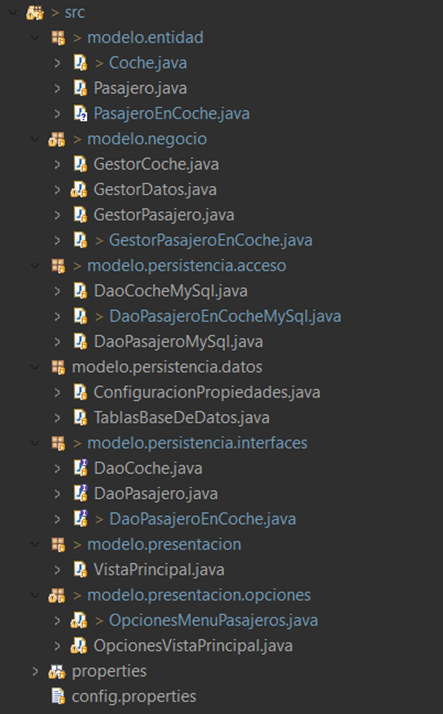 > src
> modelo.entidad
> Coche.java
Pasajero.java
PasajeroEnCoche.java
> modelo.negocio
GestorCoche.java
GestorDatos.java
GestorPasajero.java
> GestorPasajeroEnCoche.java
> modelo.persistencia.acceso
DaoCocheMySql.java
> DaoPasajeroEnCocheMySql.java
DaoPasajeroMySql.java
modelo.persistencia.datos
ConfiguracionPropiedades.java
TablasBaseDeDatos.java
> modelo.persistencia.interfaces
DaoCoche.java
DaoPasajero.java
> DaoPasajeroEnCoche.java
> modelo.presentacion
VistaPrincipal.java
> modelo.presentacion.opciones
> OpcionesMenuPasajeros.java
OpcionesVistaPrincipal.java
properties
config.properties